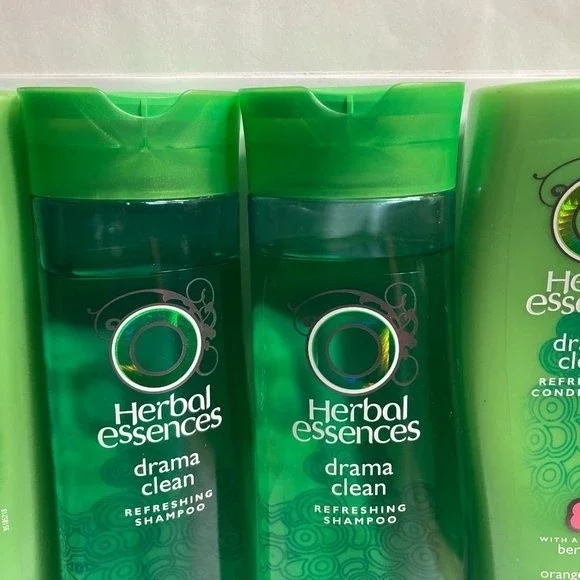 Herbal
essences
drama
clean
REFRESHING
SHAMPOO
Herbal
essences
drama
clean
REFRESHING
SHAMPOO